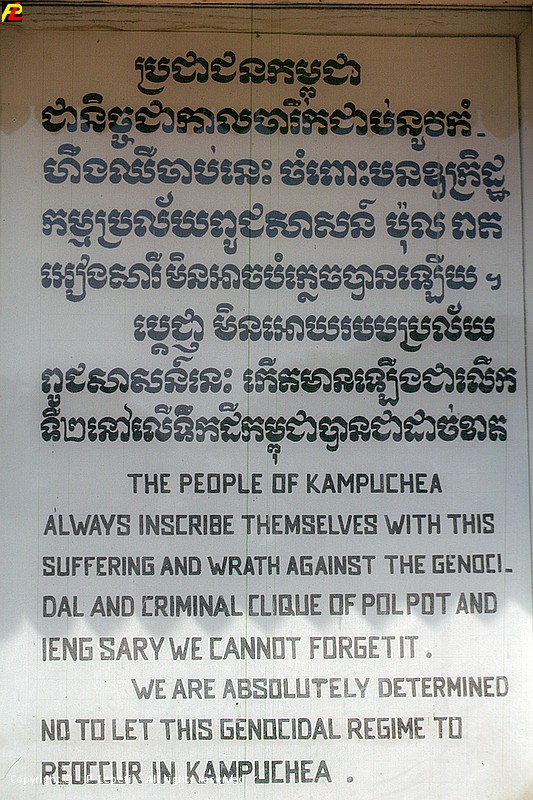 ប្រជាជនកម្ពុជា
ជានិច្ចជាកាលចារឹកជាប់នូវកំ-
ហឹងឈឺចាប់នេះ ចំពោះបនឧក្រិដ្ឋ
កម្មប្រល័យពូជសាសន៍ ប៉ុល ពត
អៀងសារី មិនអាចបំភ្លេចបានឡើយ ។
ប្តេជ្ញា មិនអោយរបបប្រល័យ
ពូជសាសន៍នេះ កើតមានឡើងជាលើក
ទី២នៅលើទឹកដីកម្ពុជាបានជាដាច់ខាត
THE PEOPLE OF KAMPUCHEA
ALWAYS INSCRIBE THEMSELVES WITH THIS
SUFFERING AND WRATH AGAINST THE GENOCI-
DAL AND CRIMINAL CLIQUE OF POL POT AND
IENG SARY WE CANNOT FORGET IT .
WE ARE ABSOLUTELY DETERMINED
NO TO LET THIS GENOCIDAL REGIME TO
REOCCUR IN KAMPUCHEA .